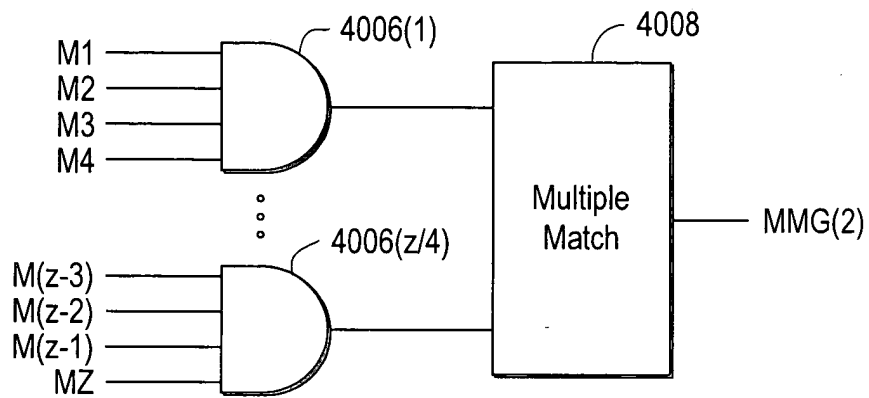 4006(1)
4008
M1
M2
M3
M4
Multiple
Match
MMG(2)
4006(z/4)
M(z-3)
M(z-2)
M(z-1)
MZ